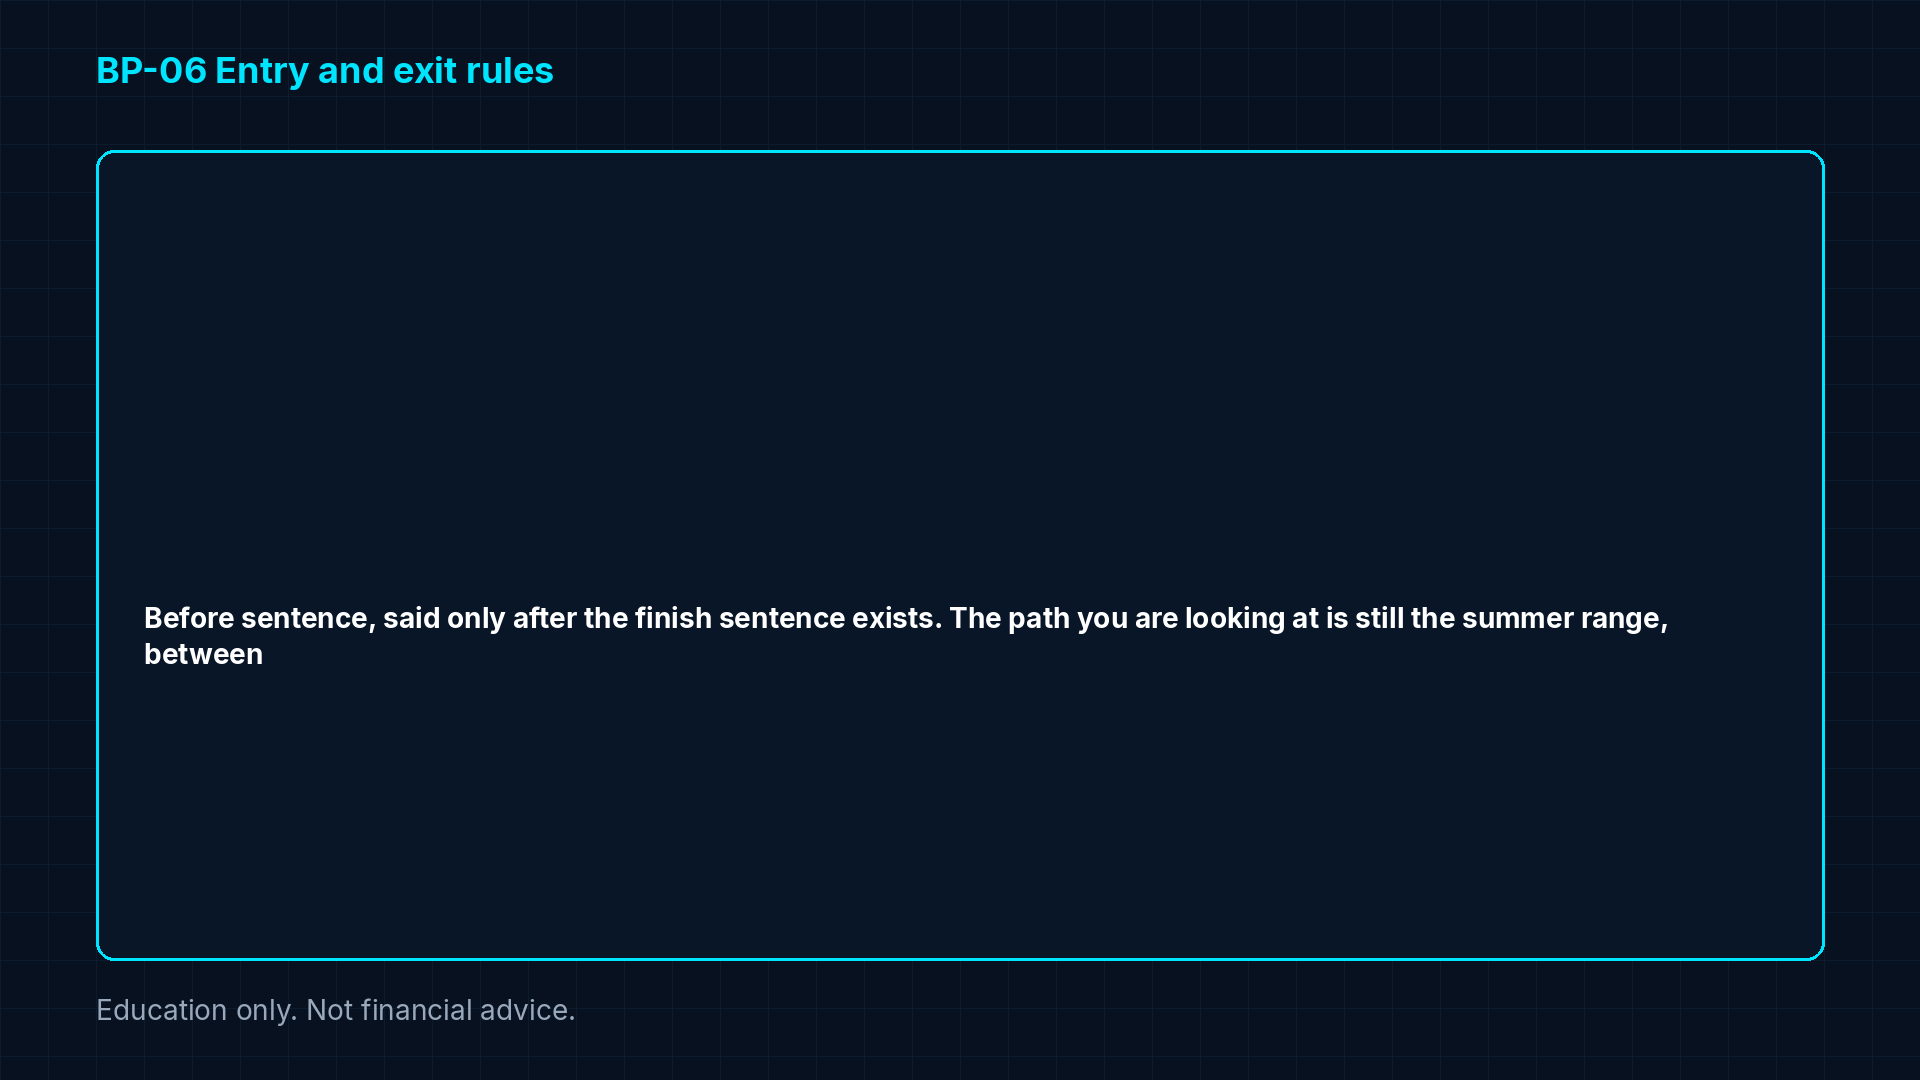 BP-06 Entry and exit rules
Before sentence, said only after the finish sentence exists. The path you are looking at is still the summer range,
between
Education only. Not financial advice.